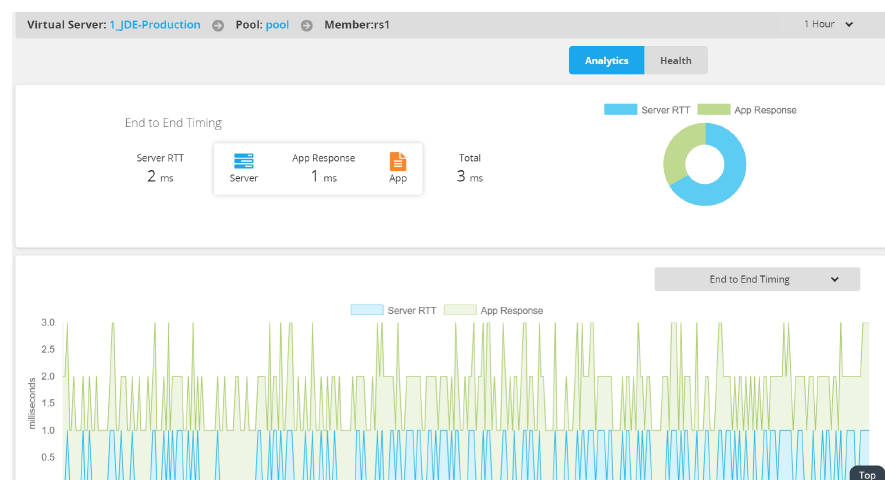 Virtual Server: 1_JDE-Production Pool: pool Member:rs1 1 Hour
Analytics Health
Server RTT App Response
End to End Timing
Server RTT App Response Total
2 ms Server 1 ms App 3 ms
End to End Timing
Server RTT App Response
3.0
2.5
2.0
1.5
1.0
0.5
milliseconds
Top